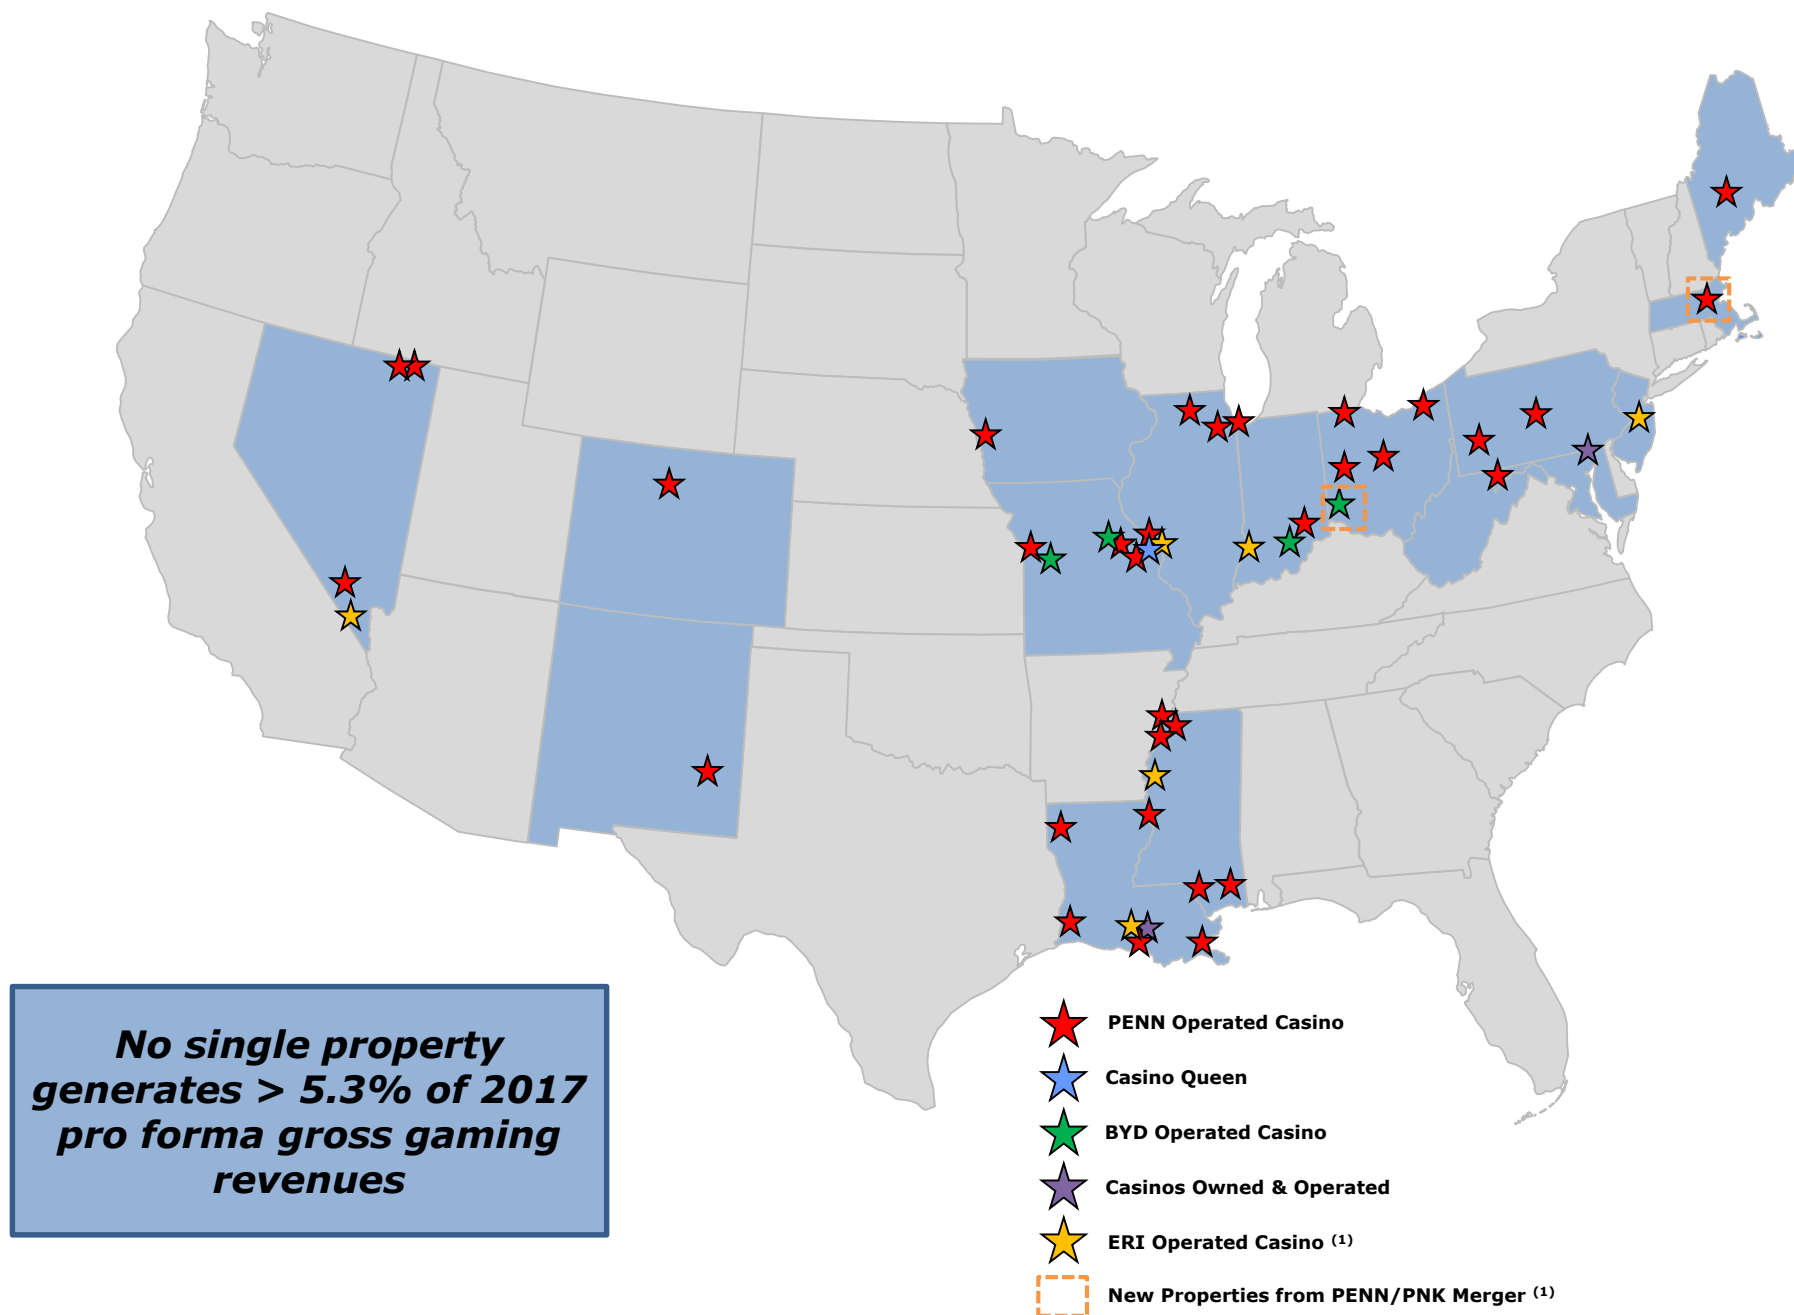 No single property
generates > 5.3% of 2017
pro forma gross gaming
revenues
PENN Operated Casino
Casino Queen
BYD Operated Casino
Casinos Owned & Operated
ERI Operated Casino (1)
New Properties from PENN/PNK Merger (1)